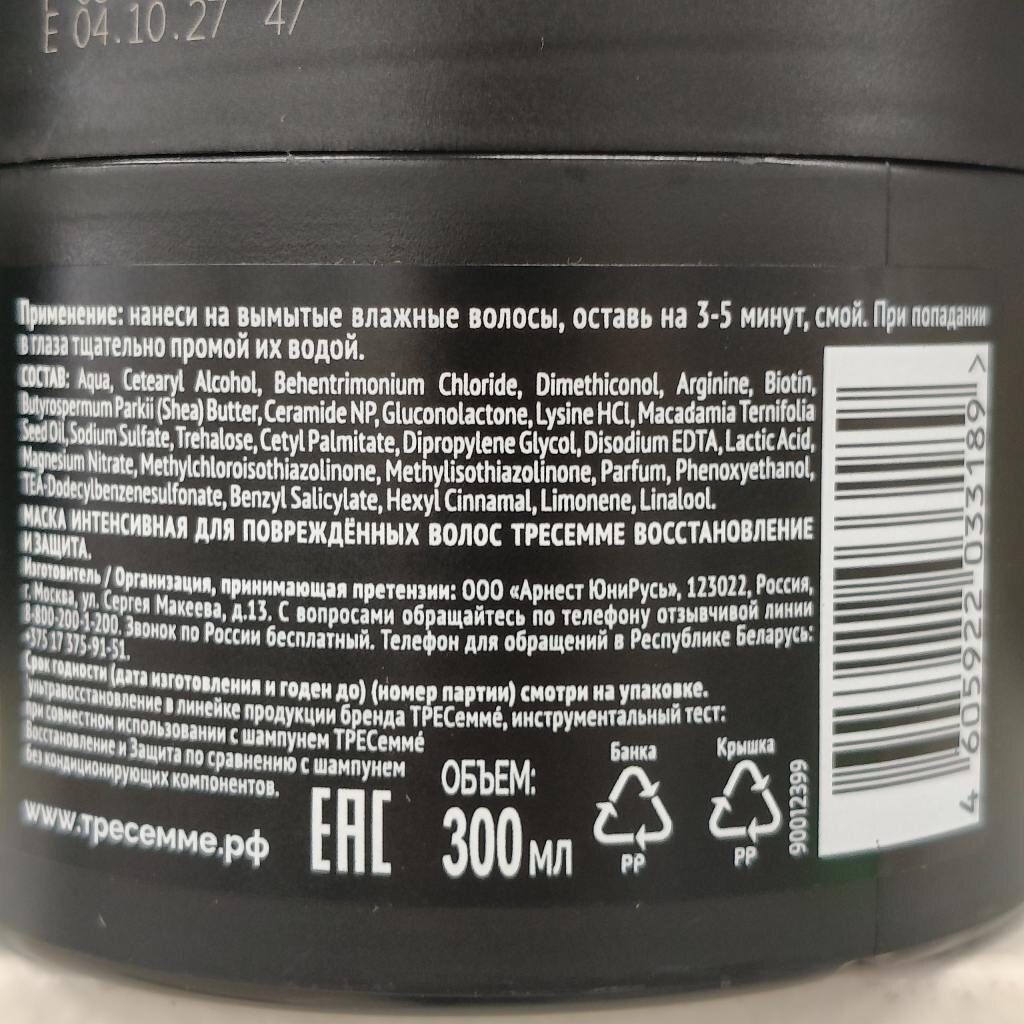 E 04.10.27 47
Применение: нанеси на вымытые влажные волосы, оставь на 3-5 минут, смой. При попадании
в глаза тщательно промой их водой.
СОСТАВ: Aqua, Cetearyl Alcohol, Behentrimonium Chloride, Dimethiconol, Arginine, Biotin,
Butyrospermum Parkii (Shea) Butter, Ceramide NP, Gluconolactone, Lysine HCl, Macadamia Ternifolia
Seed Oil, Sodium Sulfate, Trehalose, Cetyl Palmitate, Dipropylene Glycol, Disodium EDTA, Lactic Acid,
Magnesium Nitrate, Methylchloroisothiazolinone, Methylisothiazolinone, Parfum, Phenoxyethanol,
TEA-Dodecylbenzenesulfonate, Benzyl Salicylate, Hexyl Cinnamal, Limonene, Linalool.
МАСКА ИНТЕНСИВНАЯ ДЛЯ ПОВРЕЖДЁННЫХ ВОЛОС ТРЕСЕММЕ ВОССТАНОВЛЕНИЕ
И ЗАЩИТА.
Изготовитель / Организация, принимающая претензии: ООО «Арнест ЮниРусь», 123022, Россия,
г. Москва, ул. Сергея Макеева, д.13. С вопросами обращайтесь по телефону отзывчивой линии
8-800-200-1-200. Звонок по России бесплатный. Телефон для обращений в Республике Беларусь:
+375 17 375-91-51.
Срок годности (дата изготовления и годен до) (номер партии) смотри на упаковке.
Ультравосстановление в линейке продукции бренда ТРЕСеммé, инструментальный тест:
при совместном использовании с шампунем ТРЕСеммé
Восстановление и Защита по сравнению с шампунем
без кондиционирующих компонентов.
www.тресемме.рф
EAC
ОБЪЕМ:
300 мл
Банка
PP
Крышка
PP
90012399
4 605922 033189 >